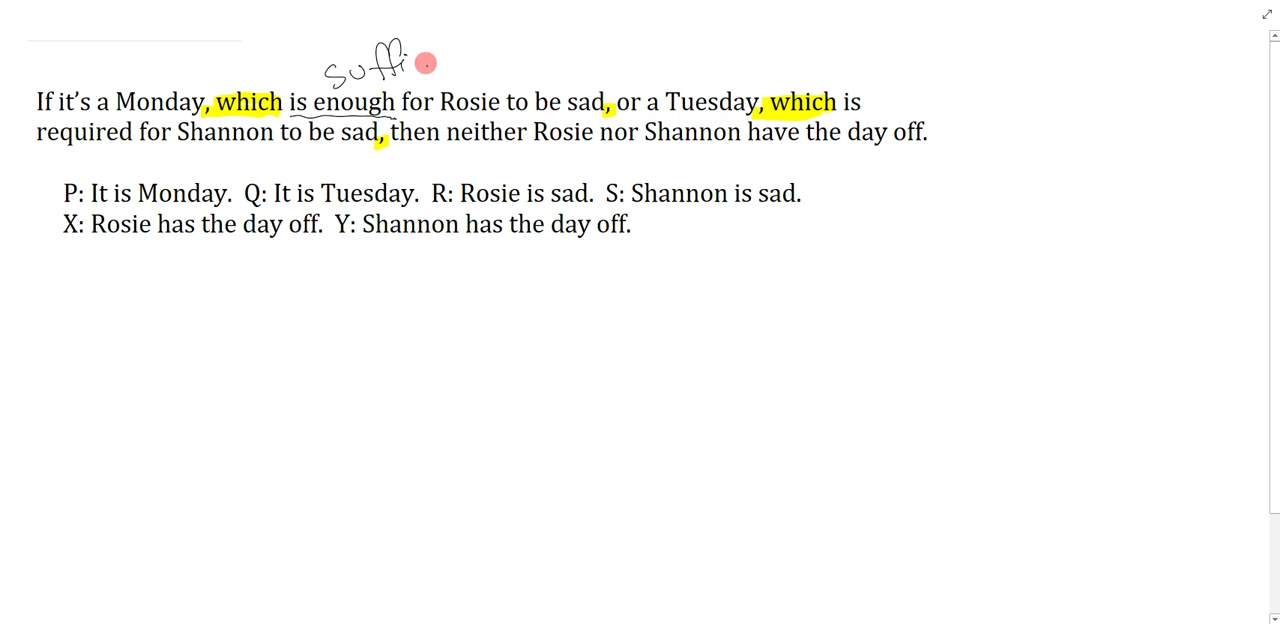 suffi
If it's a Monday, which is enough for Rosie to be sad, or a Tuesday, which is
required for Shannon to be sad, then neither Rosie nor Shannon have the day off.
P: It is Monday. Q: It is Tuesday. R: Rosie is sad. S: Shannon is sad.
X: Rosie has the day off. Y: Shannon has the day off.